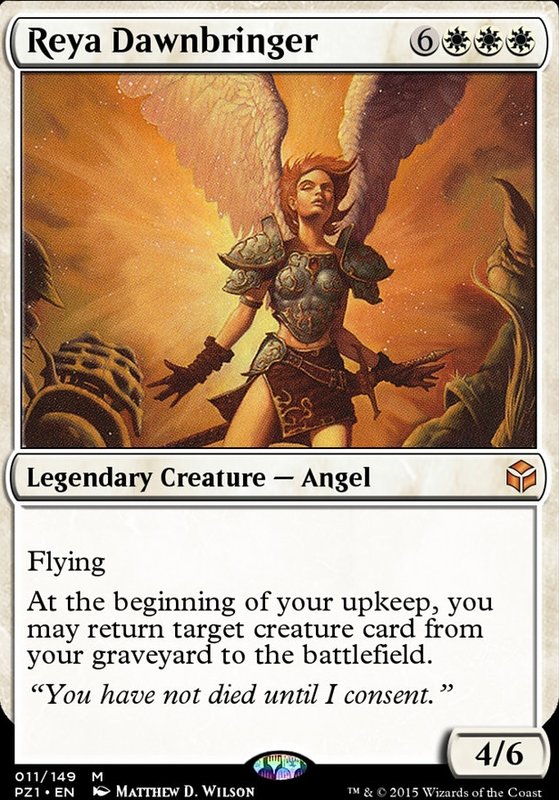 Reya Dawnbringer 6
Legendary Creature — Angel
Flying
At the beginning of your upkeep, you
may return target creature card from
your graveyard to the battlefield.
“You have not died until I consent.”
4/6
011/149 M
PZ1 • EN Matthew D. Wilson ™ & © 2015 Wizards of the Coast